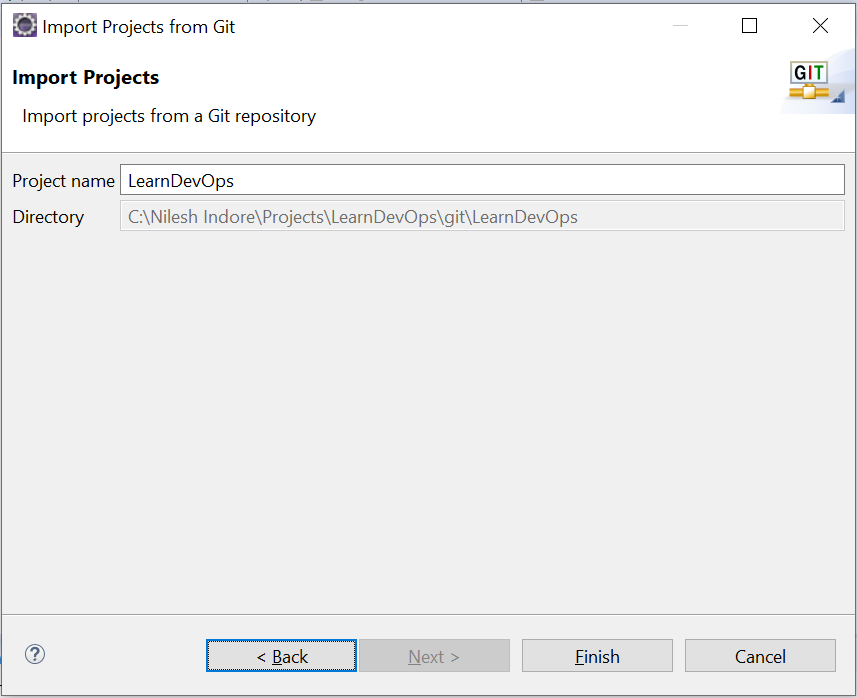 Import Projects from Git
Import Projects
GIT
Import projects from a Git repository
Project name LearnDevOps
Directory C:\Nilesh Indore\Projects\LearnDevOps\git\LearnDevOps
? < Back Next > Finish Cancel